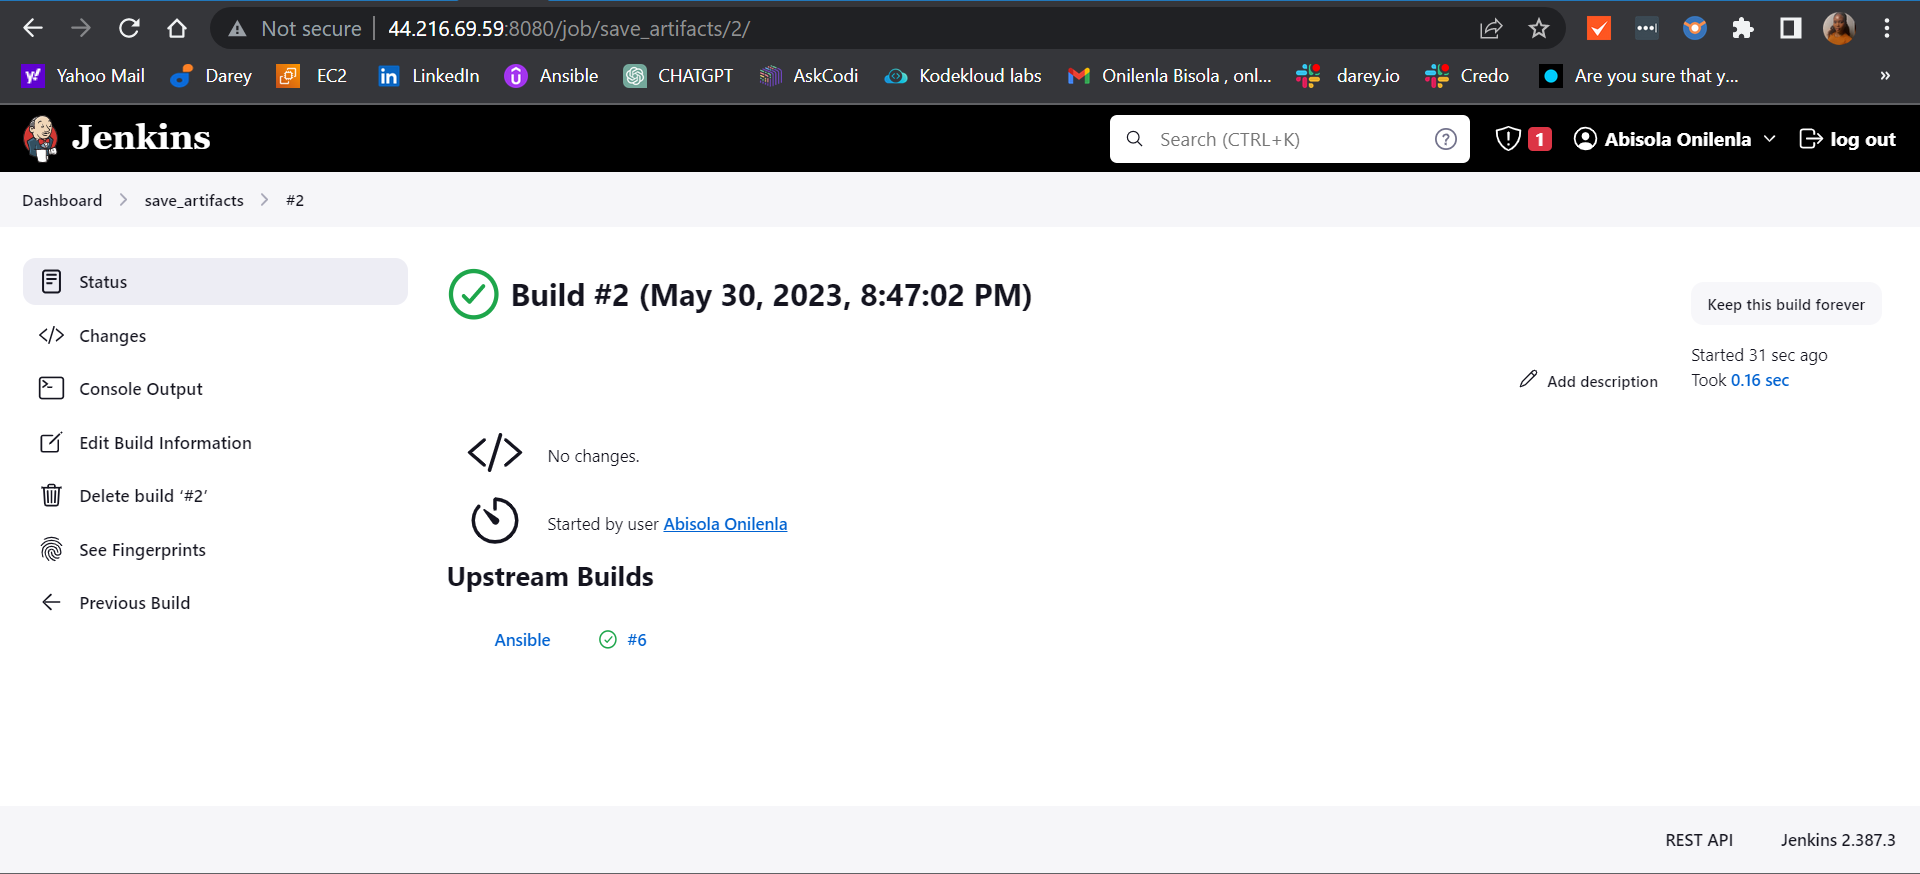 Not secure 44.216.69.59:8080/job/save_artifacts/2/
Yahoo Mail Darey EC2 LinkedIn Ansible CHATGPT AskCodi Kodekloud labs Onilenla Bisola , onl... darey.io Credo Are you sure that y... »
Jenkins Search (CTRL+K) ? 1 Abisola Onilenla log out
Dashboard save_artifacts #2
Status
Changes
Console Output
Edit Build Information
Delete build ‘#2’
See Fingerprints
Previous Build
Build #2 (May 30, 2023, 8:47:02 PM)
Keep this build forever
Started 31 sec ago
Took 0.16 sec
Add description
No changes.
Started by user Abisola Onilenla
Upstream Builds
Ansible #6
REST API Jenkins 2.387.3